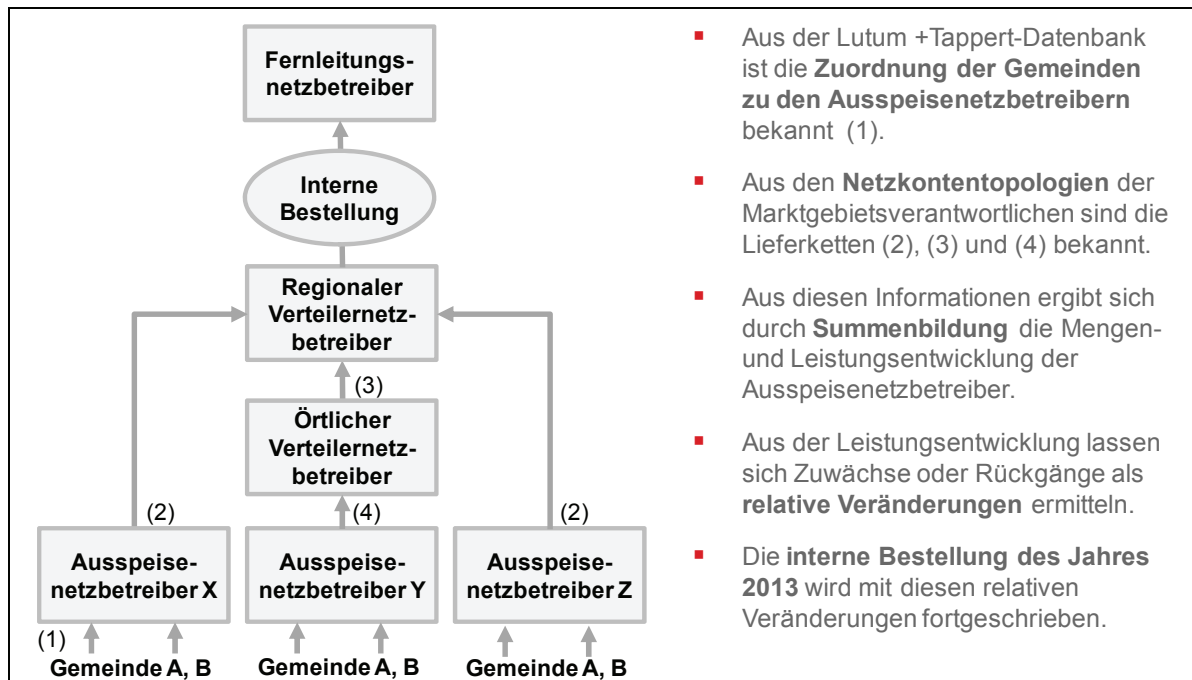 Fernleitungs-
netzbetreiber
Interne
Bestellung
Regionaler
Verteilernetz-
betreiber
(3)
Örtlicher
Verteilernetz-
betreiber
(2)
(4)
(2)
Ausspeise-
netzbetreiber X
Ausspeise-
netzbetreiber Y
Ausspeise-
netzbetreiber Z
(1)
Gemeinde A, B
Gemeinde A, B
Gemeinde A, B
▪ Aus der Lutum +Tappert-Datenbank
ist die Zuordnung der Gemeinden
zu den Ausspeisenetzbetreibern
bekannt (1).
▪ Aus den Netzkontentopologien der
Marktgebietsverantwortlichen sind die
Lieferketten (2), (3) und (4) bekannt.
▪ Aus diesen Informationen ergibt sich
durch Summenbildung die Mengen-
und Leistungsentwicklung der
Ausspeisenetzbetreiber.
▪ Aus der Leistungsentwicklung lassen
sich Zuwächse oder Rückgänge als
relative Veränderungen ermitteln.
▪ Die interne Bestellung des Jahres
2013 wird mit diesen relativen
Veränderungen fortgeschrieben.